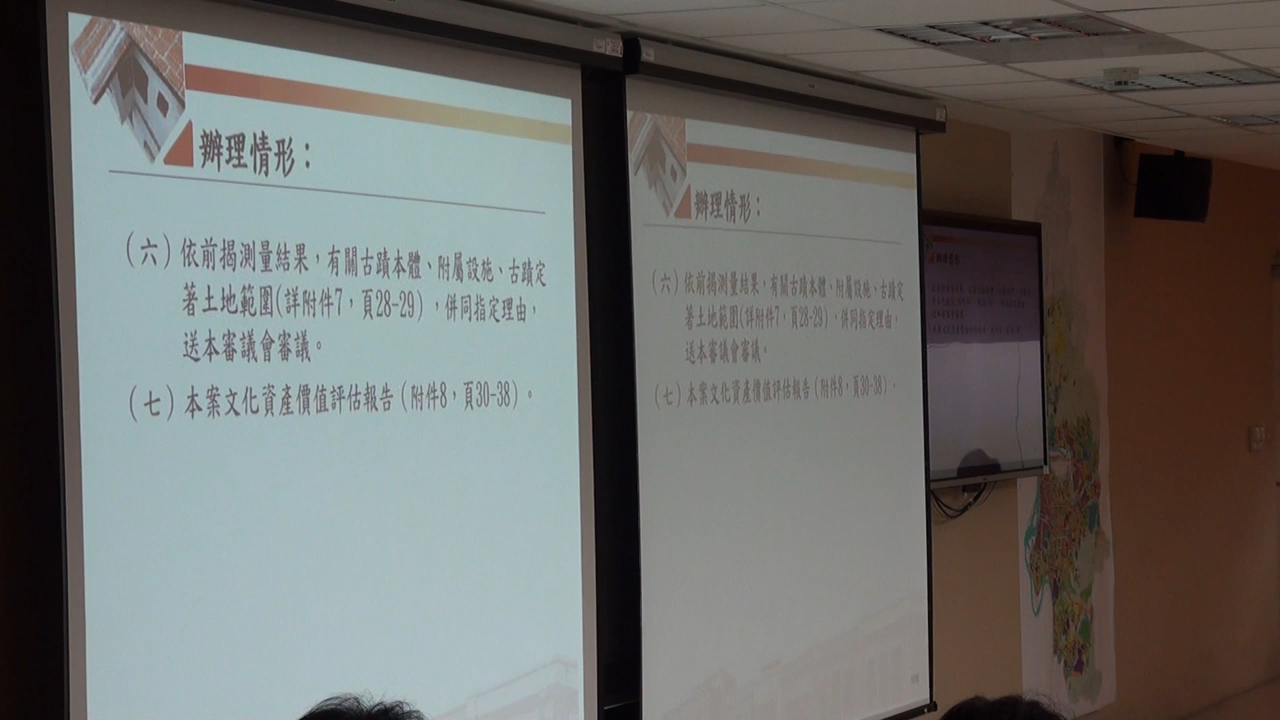 辦理情形：
（六）依前揭測量結果，有關古蹟本體、附屬設施、古蹟定
著土地範圍(詳附件7，頁28-29)，併同指定理由，
送本審議會審議。
（七）本案文化資產價值評估報告（附件8，頁30-38）。
辦理情形：
（六）依前揭測量結果，有關古蹟本體、附屬設施、古蹟定
著土地範圍(詳附件7，頁28-29)，併同指定理由，
送本審議會審議。
（七）本案文化資產價值評估報告（附件8，頁30-38）。
辦理情形：